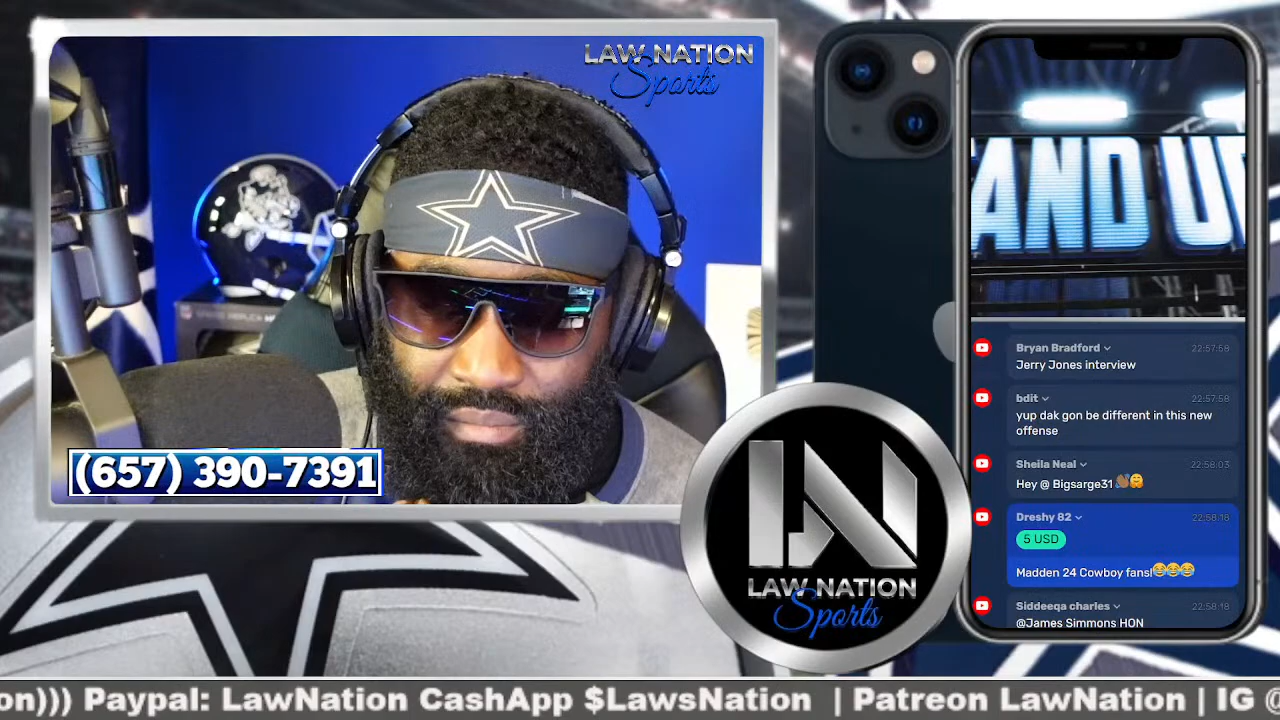 LAW NATION
Sports
(657) 390-7391
AND U
Bryan Bradford
22:57:58
Jerry Jones interview
bdit
22:57:58
yup dak gon be different in this new
offense
Sheila Neal
22:58:03
Hey @ Bigsarge31
Dreshy 82
22:58:18
5 USD
Madden 24 Cowboy fans!
Siddeeqa charles
22:58:18
@James Simmons HON
LAW NATION
Sports
on))) Paypal: LawNation CashApp $LawsNation | Patreon LawNation | IG @